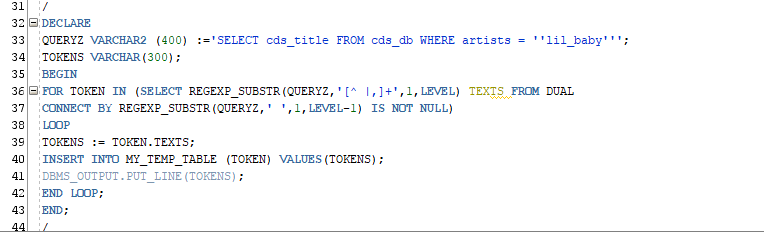 31 /
32 DECLARE
33 QUERYZ VARCHAR2 (400) :='SELECT cds_title FROM cds_db WHERE artists = ''lil_baby''';
34 TOKENS VARCHAR(300);
35 BEGIN
36 FOR TOKEN IN (SELECT REGEXP_SUBSTR(QUERYZ,'[^ |,]+',1,LEVEL) TEXTS FROM DUAL
37 CONNECT BY REGEXP_SUBSTR(QUERYZ,' ',1,LEVEL-1) IS NOT NULL)
38 LOOP
39 TOKENS := TOKEN.TEXTS;
40 INSERT INTO MY_TEMP_TABLE (TOKEN) VALUES(TOKENS);
41 DBMS_OUTPUT.PUT_LINE(TOKENS);
42 END LOOP;
43 END;
44 /